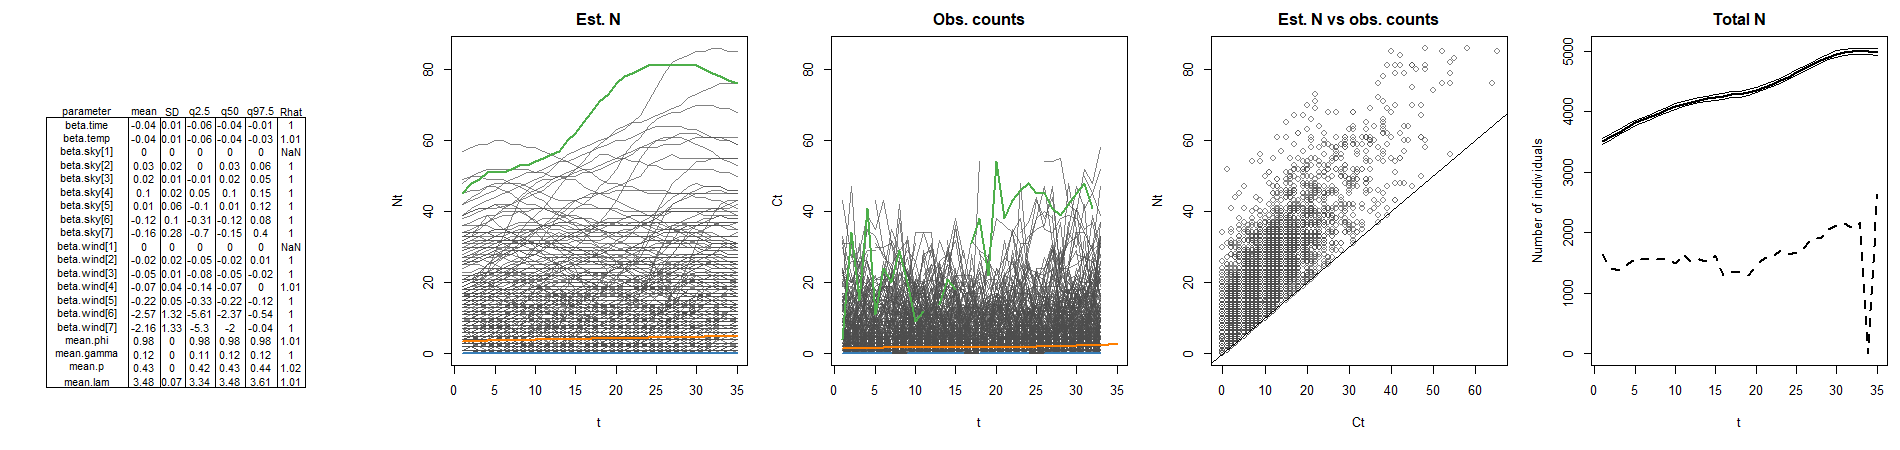 parameter mean SD q2.5 q50 q97.5 Rhat
beta.time -0.04 0.01 -0.06 -0.04 -0.01 1
beta.temp -0.04 0.01 -0.06 -0.04 -0.03 1.01
beta.sky[1] 0 0 0 0 0 NaN
beta.sky[2] 0.03 0.02 0 0.03 0.06 1
beta.sky[3] 0.02 0.01 -0.01 0.02 0.05 1
beta.sky[4] 0.1 0.02 0.05 0.1 0.15 1
beta.sky[5] 0.01 0.06 -0.1 0.01 0.12 1
beta.sky[6] -0.12 0.1 -0.31 -0.12 0.08 1
beta.sky[7] -0.16 0.28 -0.7 -0.15 0.4 1
beta.wind[1] 0 0 0 0 0 NaN
beta.wind[2] -0.02 0.02 -0.05 -0.02 0.01 1
beta.wind[3] -0.05 0.01 -0.08 -0.05 -0.02 1
beta.wind[4] -0.07 0.04 -0.14 -0.07 0 1.01
beta.wind[5] -0.22 0.05 -0.33 -0.22 -0.12 1
beta.wind[6] -2.57 1.32 -5.61 -2.37 -0.54 1
beta.wind[7] -2.16 1.33 -5.3 -2 -0.04 1
mean.phi 0.98 0 0.98 0.98 0.98 1.01
mean.gamma 0.12 0 0.11 0.12 0.12 1
mean.p 0.43 0 0.42 0.43 0.44 1.02
mean.lam 3.48 0.07 3.34 3.48 3.61 1.01
Est. N
Nt
80
60
40
20
0
0 5 10 15 20 25 30 35
t
Obs. counts
Ct
80
60
40
20
0
0 5 10 15 20 25 30 35
t
Est. N vs obs. counts
Nt
80
60
40
20
0
0 10 20 30 40 50 60
Ct
Total N
Number of individuals
5000
4000
3000
2000
1000
0
0 5 10 15 20 25 30 35
t